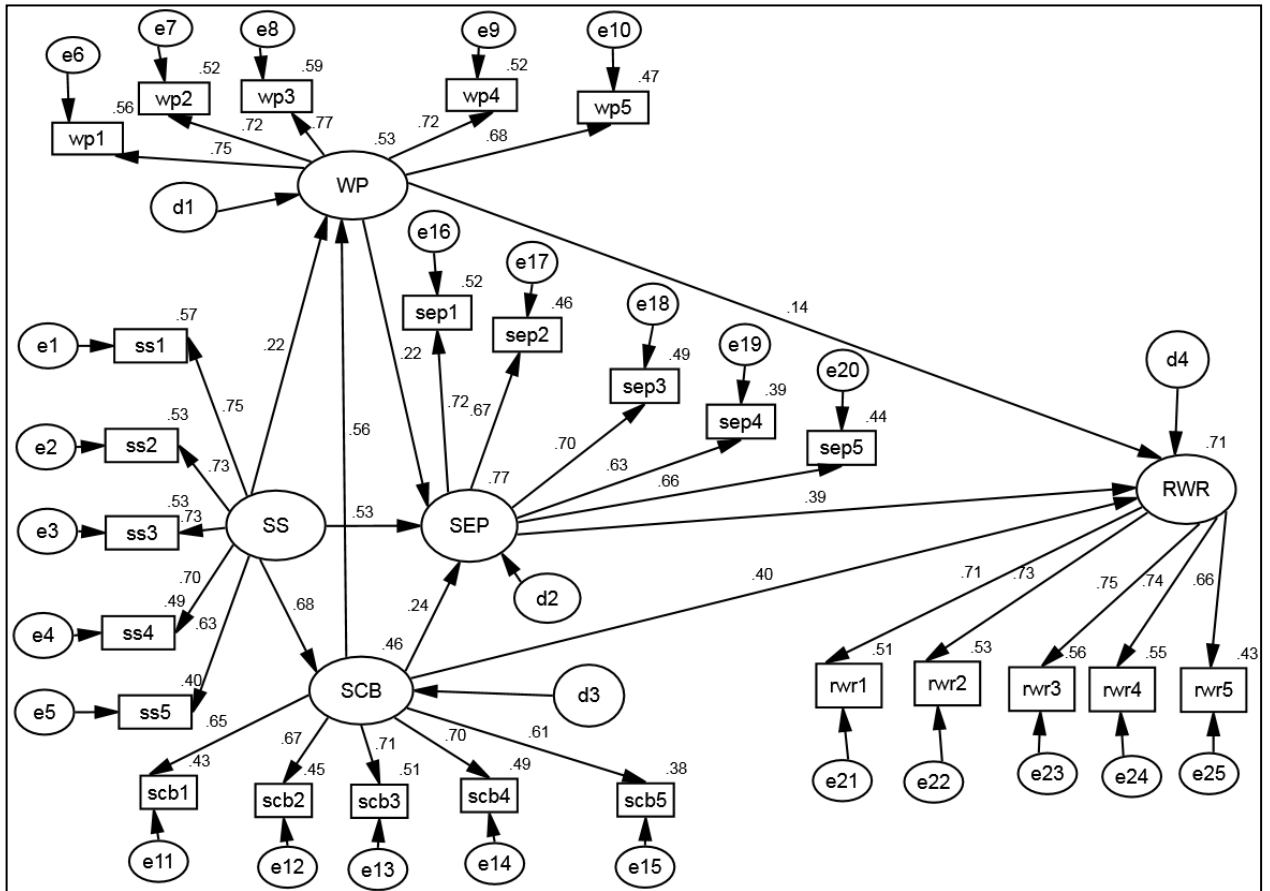 e7
e8
e9
e10
e6
.52
.59
.52
.47
wp2
wp3
wp4
wp5
.56
wp1
.72
.77
.72
.68
.75
.53
WP
d1
e16
e17
.52
.46
sep1
sep2
e18
.14
.57
e1
ss1
.22
.22
.49
e19
e20
d4
sep3
.39
.44
sep4
sep5
.75
.72
.67
.53
e2
ss2
.56
.70
.71
.73
.63
.66
.77
RWR
.53
.39
e3
ss3
.73
SS
.53
SEP
.70
.49
.40
.71
.73
.75
.74
.66
d2
.68
.24
e4
ss4
.63
.46
.51
.53
.56
.55
.43
SCB
d3
rwr1
rwr2
rwr3
rwr4
rwr5
.40
e5
ss5
.65
.67
.71
.70
.61
.43
.45
.51
.49
.38
e21
e22
e23
e24
e25
scb1
scb2
scb3
scb4
scb5
e11
e12
e13
e14
e15